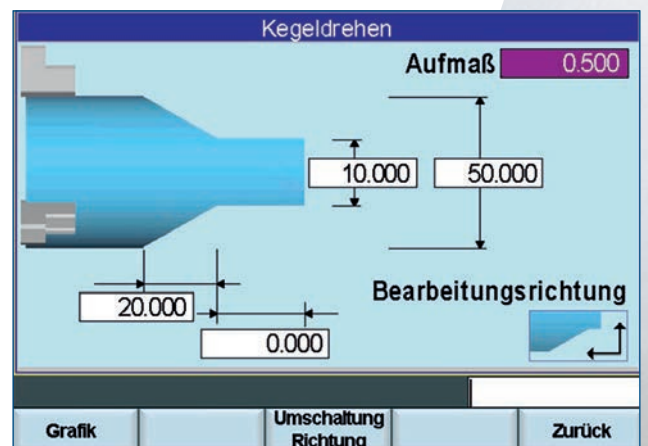 Kegeldrehen
Aufmaß 0.500
10.000 50.000
20.000
Bearbeitungsrichtung
0.000
Grafik Umschaltung Richtung Zurück